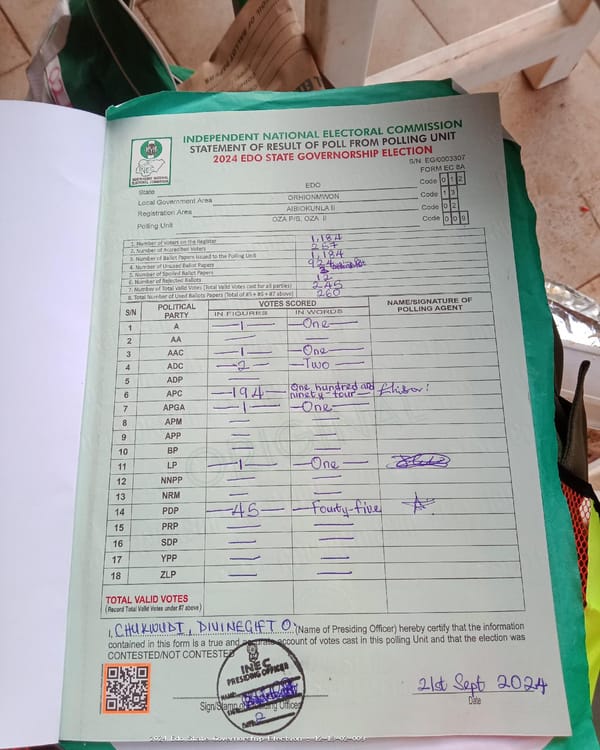 INDEPENDENT NATIONAL ELECTORAL COMMISSION
STATEMENT OF RESULT OF POLL FROM POLLING UNIT
2024 EDO STATE GOVERNORSHIP ELECTION
S/N: EG/0003307
FORM EC 8A
State EDO Code 0 1 2
Local Government Area ORHIONMWON Code 1 3
Registration Area AIBIOKUNLA II Code 0 2
Polling Unit OZA P/S, OZA II Code 0 0 9
1. Number of Voters on the Register 1,184
2. Number of Accredited Voters 257
3. Number of Ballot Papers Issued to the Polling Unit 1,184
4. Number of Unused Ballot Papers 924
5. Number of Spoiled Ballot Papers
6. Number of Rejected Ballots 12
7. Number of Total Valid Votes (Total Valid Votes cast for all parties) 245
8. Total Number of Used Ballots Papers (Total of #5 + #6 + #7 above) 260
S/N POLITICAL PARTY VOTES SCORED NAME/SIGNATURE OF POLLING AGENT
IN FIGURES IN WORDS
1 A 1 One
2 AA
3 AAC 1 One
4 ADC 2 Two
5 ADP
6 APC 194 One hundred and ninety-four
7 APGA 1 One
8 APM
9 APP
10 BP
11 LP 1 One
12 NNPP
13 NRM
14 PDP 45 Fourty-five
15 PRP
16 SDP
17 YPP
18 ZLP
TOTAL VALID VOTES
(Record Total Valid Votes under #7 above)
I, CHUKWUDI, DIVINEGIFT O. (Name of Presiding Officer) hereby certify that the information
contained in this form is a true and accurate account of votes cast in this polling Unit and that the election was
CONTESTED/NOT CONTESTED
INEC
PRESIDING OFFICER
21st Sept 2024
Sign/Stamp of Presiding Officer
Date
2024 Edo State Governorship Election - 12-13-02-009